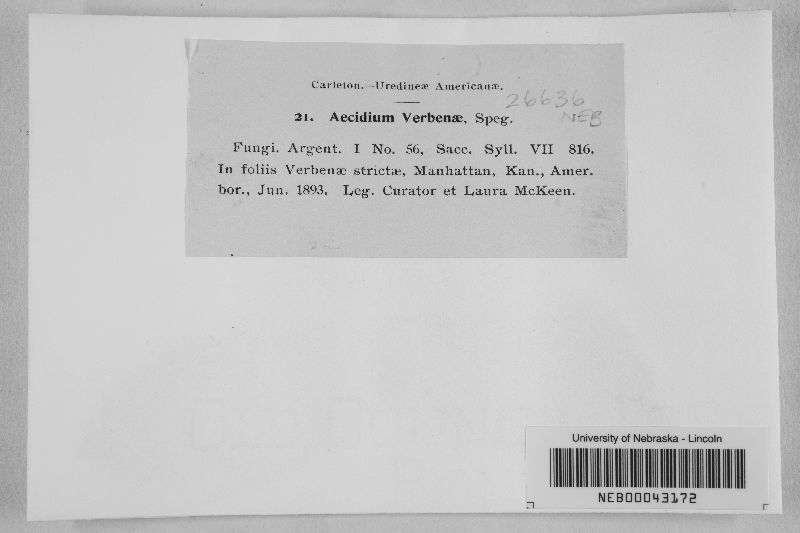 Carleton.—Uredineæ Americanæ.
26636
NEB
21. Aecidium Verbenæ, Speg.
Fungi. Argent. I No. 56, Sacc. Syll. VII 816.
In foliis Verbenæ strictæ, Manhattan, Kan., Amer.
bor., Jun. 1893. Leg. Curator et Laura McKeen.
University of Nebraska - Lincoln
NEB00043172